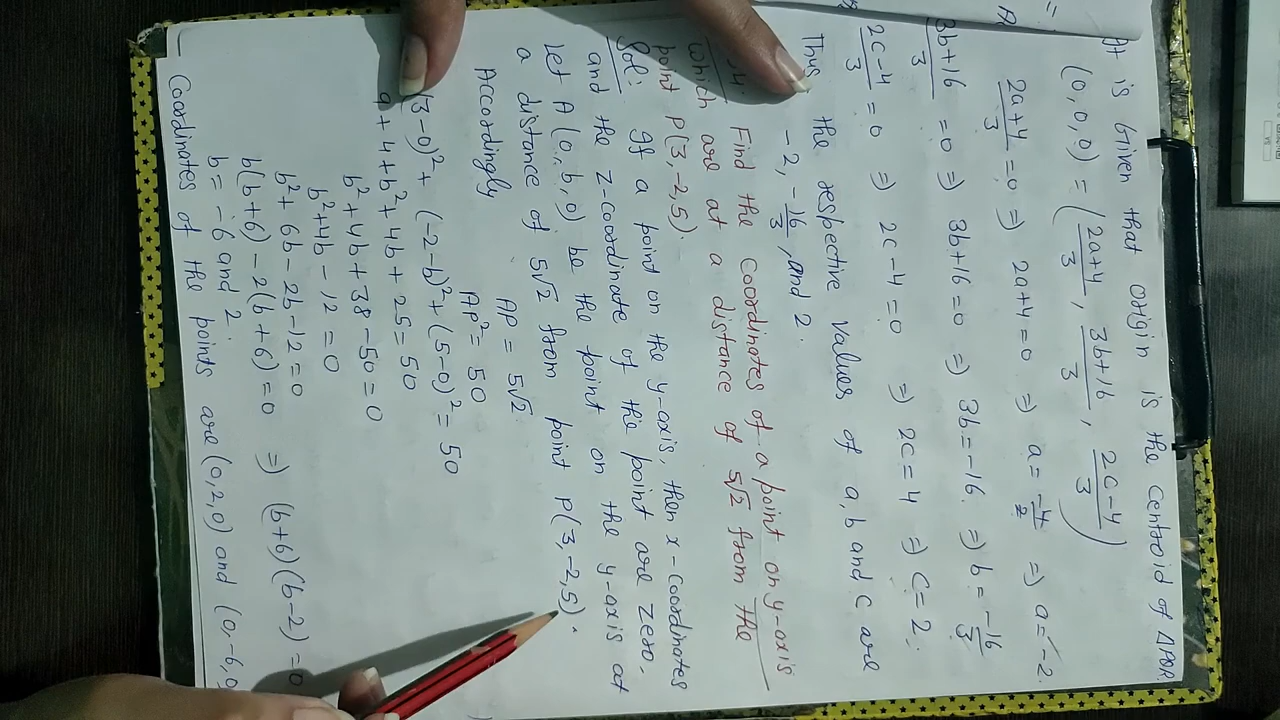 It is Given that origin is the Centroid of ΔPQR
(0, 0, 0) = (2a+4/3, 3b+16/3, 2c-4/3)
2a+4/3 = 0 ⇒ 2a+4 = 0 ⇒ a = -4/2 ⇒ a = -2
3b+16/3 = 0 ⇒ 3b+16 = 0 ⇒ 3b = -16 ⇒ b = -16/3
2c-4/3 = 0 ⇒ 2c-4 = 0 ⇒ 2c = 4 ⇒ c = 2.
Thus the respective values of a, b and c are
-2, -16/3, and 2.
4. Find the Coordinates of a point on y-axis
which are at a distance of 5√2 from the
point P(3, -2, 5).
Sol: If a point on the y-axis, then x-coordinates
and the z-coordinate of the point are zero.
Let A (0, b, 0) be the point on the y-axis at
a distance of 5√2 from point P(3, -2, 5).
Accordingly AP = 5√2
AP² = 50
(3-0)² + (-2-b)² + (5-0)² = 50
9 + 4 + b² + 4b + 25 = 50
b² + 4b + 38 - 50 = 0
b² + 4b - 12 = 0
b² + 6b - 2b - 12 = 0
b(b+6) - 2(b+6) = 0 ⇒ (b+6)(b-2) = 0
b = -6 and 2
Coordinates of the points are (0, 2, 0) and (0, -6, 0